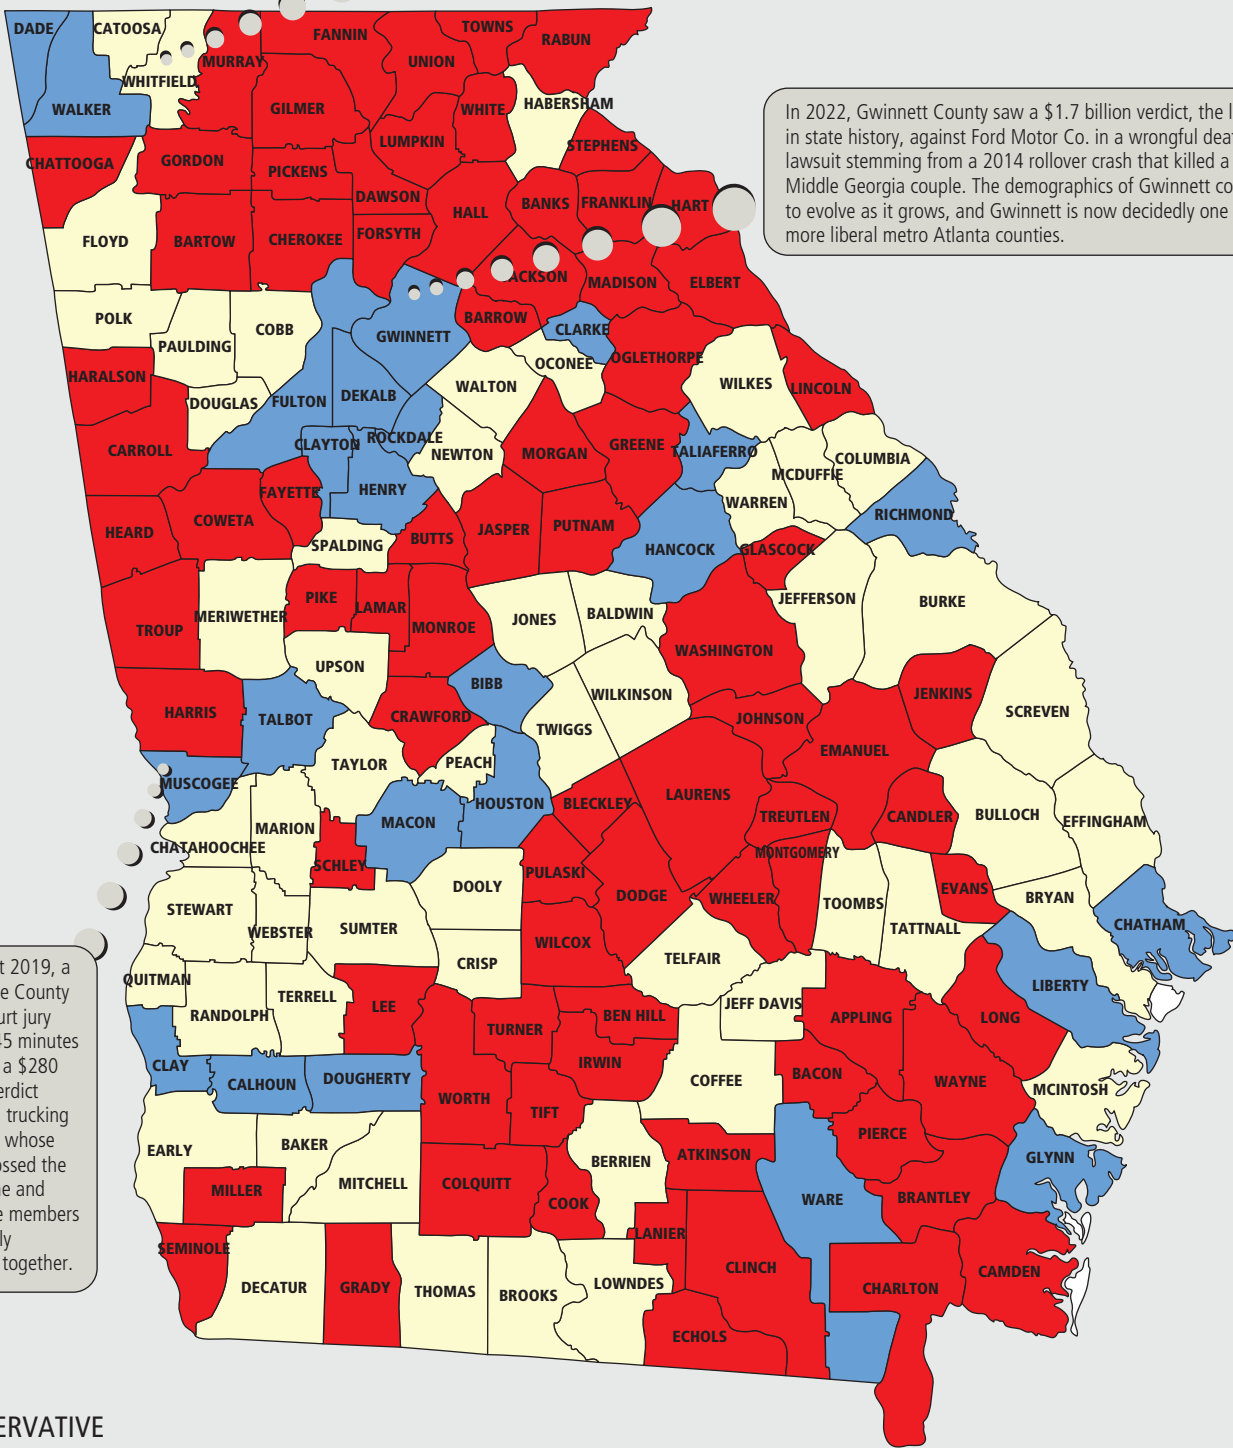 DADE
CATOOSA
WHITFIELD
WALKER
MURRAY
FANNIN
TOWNS
RABUN
UNION
GILMER
WHITE
HABERSHAM
LUMPKIN
STEPHENS
CHATTOOGA
GORDON
PICKENS
DAWSON
HALL
BANKS
FRANKLIN
HART
FLOYD
BARTOW
CHEROKEE
FORSYTH
JACKSON
MADISON
ELBERT
In 2022, Gwinnett County saw a $1.7 billion verdict, the l
in state history, against Ford Motor Co. in a wrongful dea
lawsuit stemming from a 2014 rollover crash that killed a
Middle Georgia couple. The demographics of Gwinnett co
to evolve as it grows, and Gwinnett is now decidedly one
more liberal metro Atlanta counties.
POLK
PAULDING
COBB
GWINNETT
BARROW
CLARKE
OCONEE
OGLETHORPE
WILKES
LINCOLN
HARALSON
DOUGLAS
FULTON
DEKALB
WALTON
CARROLL
CLAYTON
ROCKDALE
NEWTON
MORGAN
GREENE
TALIAFERRO
MCDUFFIE
COLUMBIA
WARREN
RICHMOND
HEARD
COWETA
FAYETTE
HENRY
SPALDING
BUTTS
JASPER
PUTNAM
HANCOCK
GLASCOCK
TROUP
MERIWETHER
PIKE
LAMAR
MONROE
JONES
BALDWIN
JEFFERSON
BURKE
UPSON
WASHINGTON
HARRIS
TALBOT
BIBB
CRAWFORD
TWIGGS
WILKINSON
JOHNSON
JENKINS
SCREVEN
MUSCOGEE
TAYLOR
PEACH
HOUSTON
BLECKLEY
LAURENS
EMANUEL
TREUTLEN
CANDLER
BULLOCH
EFFINGHAM
CHATAHOOCHEE
MARION
MACON
SCHLEY
DOOLY
PULASKI
DODGE
MONTGOMERY
WHEELER
TOOMBS
EVANS
TATTNALL
BRYAN
CHATHAM
STEWART
WEBSTER
SUMTER
CRISP
WILCOX
TELFAIR
JEFF DAVIS
APPLING
LONG
LIBERTY
QUITMAN
RANDOLPH
TERRELL
LEE
TURNER
BEN HILL
IRWIN
COFFEE
BACON
WAYNE
MCINTOSH
CLAY
CALHOUN
DOUGHERTY
WORTH
TIFT
PIERCE
EARLY
BAKER
MITCHELL
COLQUITT
BERRIEN
ATKINSON
WARE
BRANTLEY
GLYNN
MILLER
COOK
LANIER
CLINCH
CHARLTON
CAMDEN
SEMINOLE
DECATUR
GRADY
THOMAS
BROOKS
LOWNDES
ECHOLS
t 2019, a
e County
urt jury
45 minutes
a $280
erdict
trucking
whose
ossed the
ne and
e members
ly
together.
ERVATIVE